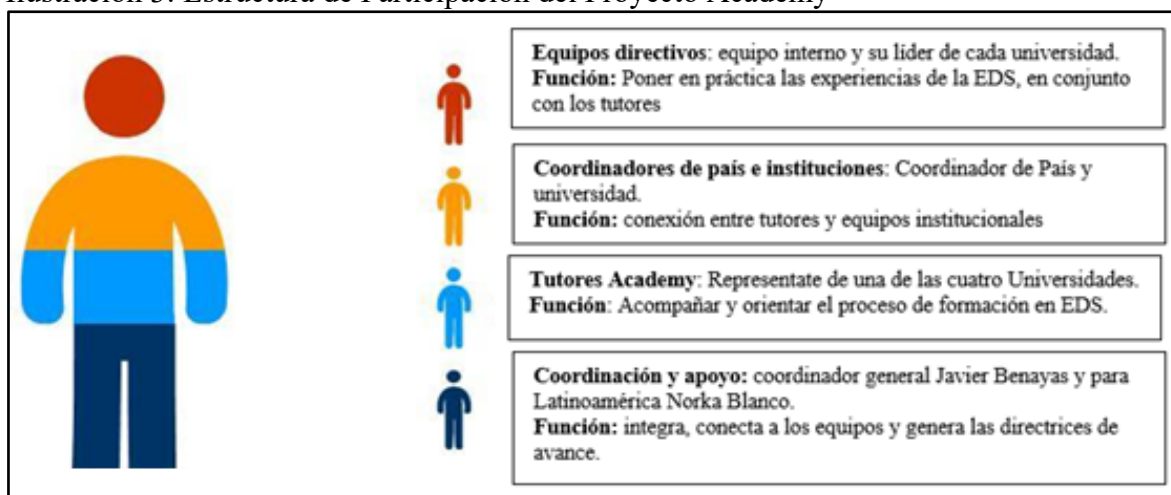 Ilustración 3: Estructura de Participación del Proyecto Academy
Equipos directivos: equipo interno y su líder de cada universidad.
Función: Poner en práctica las experiencias de la EDS, en conjunto
con los tutores
Coordinadores de país e instituciones: Coordinador de País y
universidad.
Función: conexión entre tutores y equipos institucionales
Tutores Academy: Representate de una de las cuatro Universidades.
Función: Acompañar y orientar el proceso de formación en EDS.
Coordinación y apoyo: coordinador general Javier Benayas y para
Latinoamérica Norka Blanco.
Función: integra, conecta a los equipos y genera las directrices de
avance.